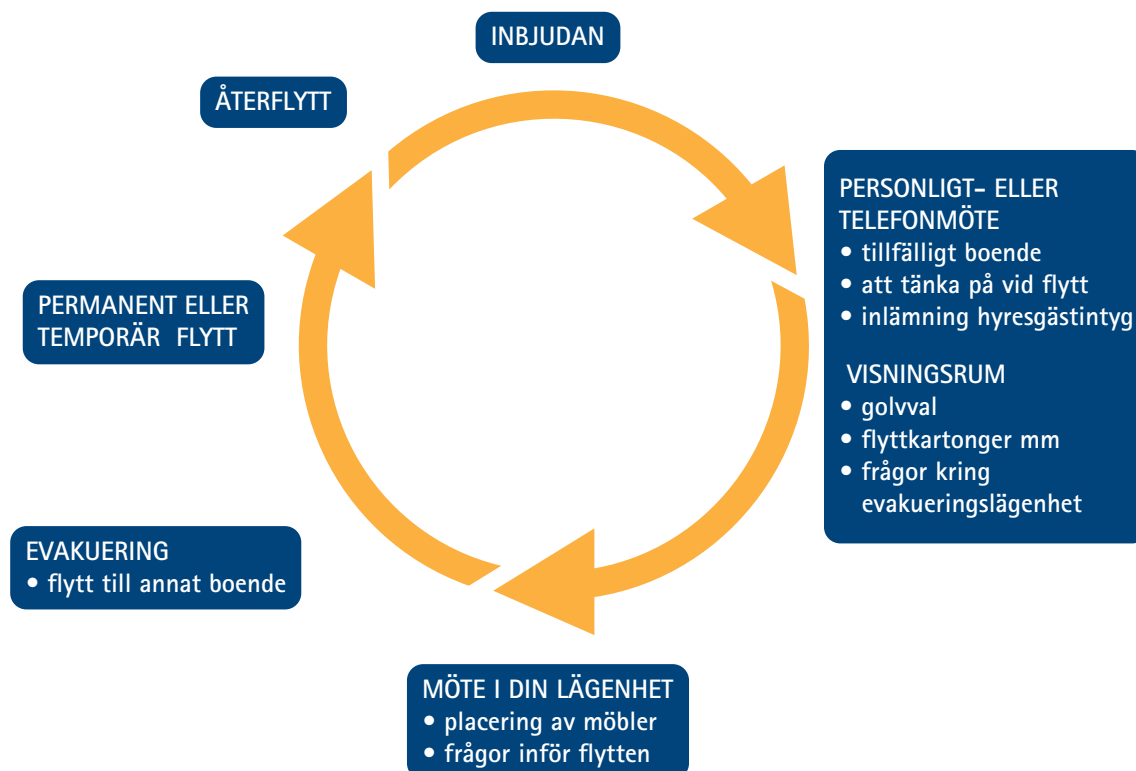 INBJUDAN
PERSONLIGT- ELLER
TELEFONMÖTE
• tillfälligt boende
• att tänka på vid flytt
• inlämning hyresgästintyg
VISNINGSRUM
• golvval
• flyttkartonger mm
• frågor kring
evakueringslägenhet
MÖTE I DIN LÄGENHET
• placering av möbler
• frågor inför flytten
EVAKUERING
• flytt till annat boende
PERMANENT ELLER
TEMPORÄR FLYTT
ÅTERFLYTT